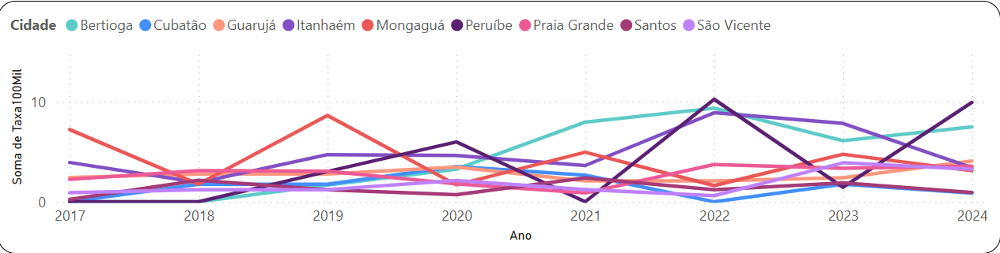 Cidade Bertioga Cubatão Guarujá Itanhaém Mongaguá Peruíbe Praia Grande Santos São Vicente
Soma de Taxa100Mil
10
0
2017 2018 2019 2020 2021 2022 2023 2024
Ano